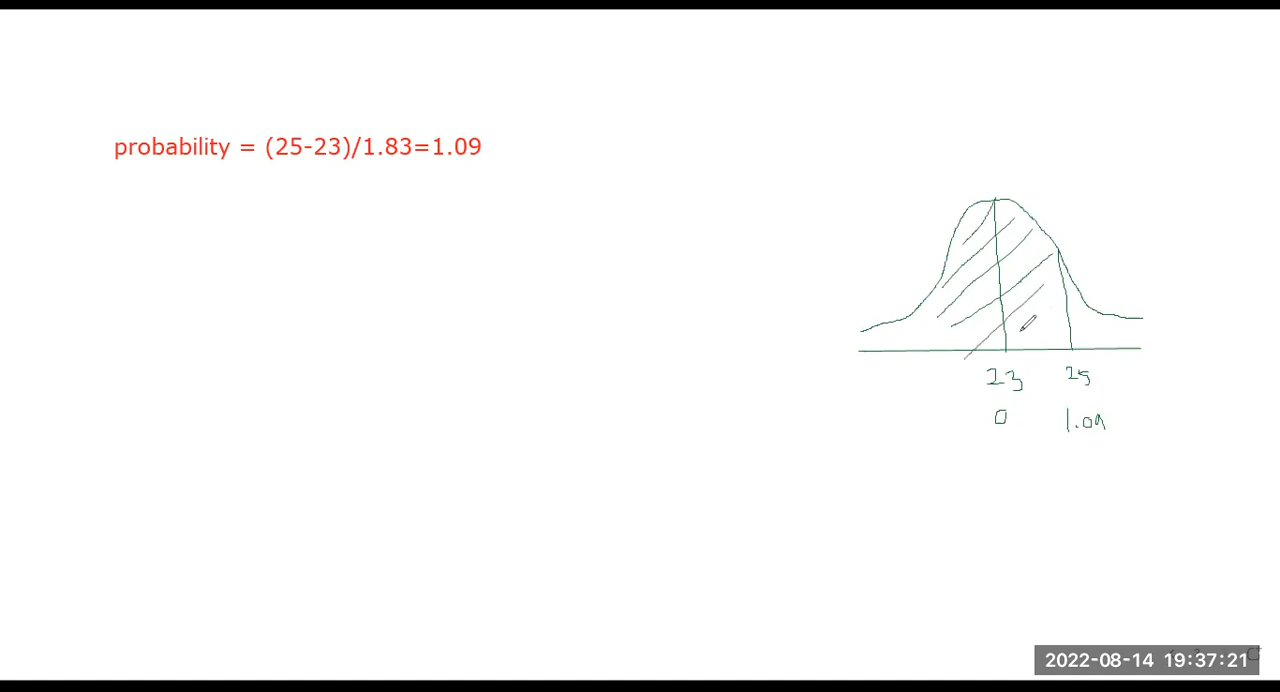 probability = (25-23)/1.83=1.09
23 25
0 1.09
2022-08-14 19:37:21